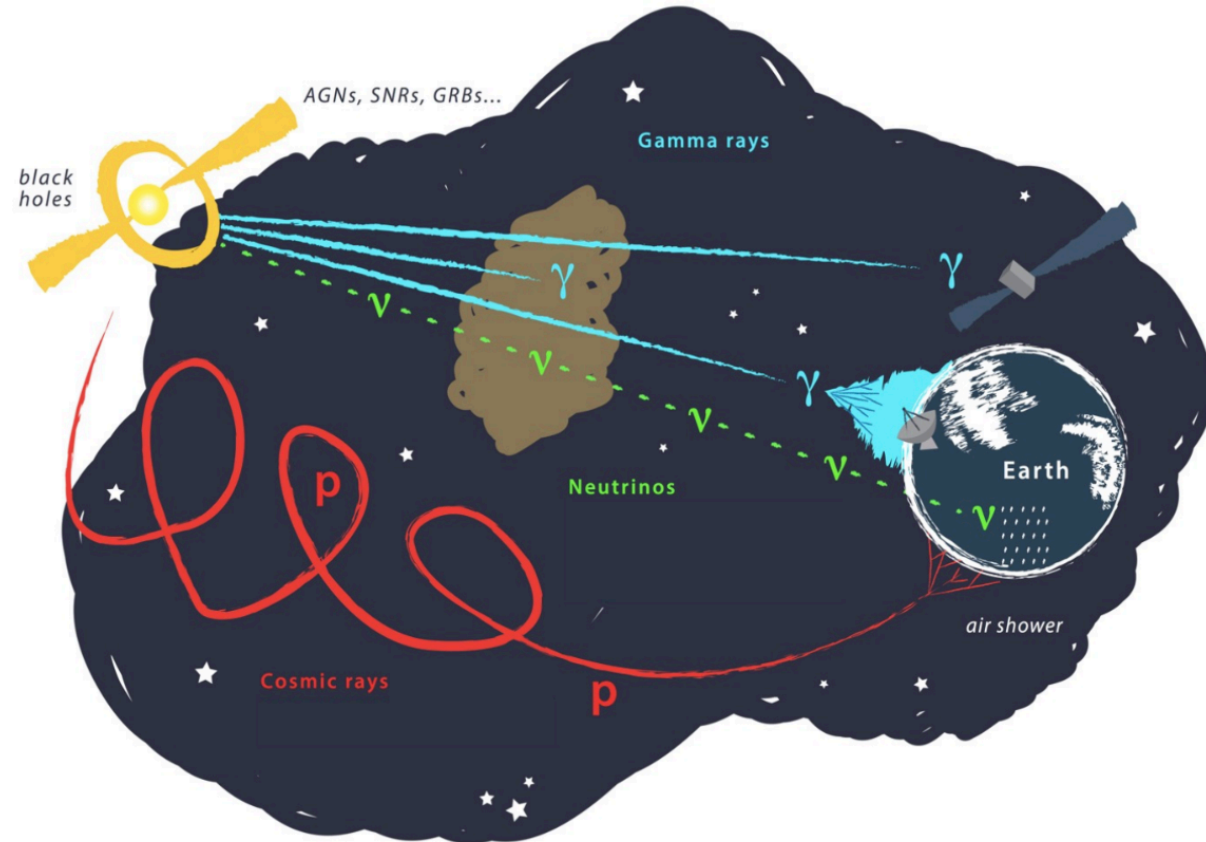 AGNs, SNRs, GRBs...
black
holes
Gamma rays
γ
γ
γ
ν
ν
ν
ν
ν
Neutrinos
Earth
p
Cosmic rays
p
air shower